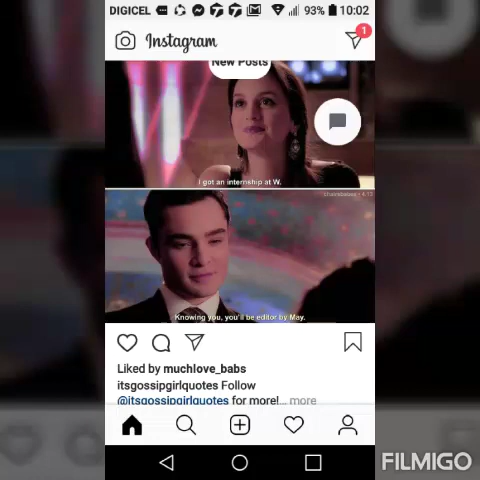 DIGICEL 93% 10:02
Instagram 1
New Posts
I got an internship at W.
Knowing you, you'll be editor by May.
Liked by muchlove_babs
itsgossipgirlquotes Follow
@itsgossipgirlquotes for more!... more
FILMIGO